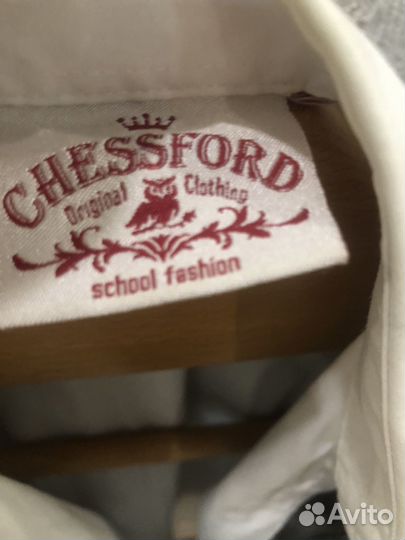 CHESSFORD
Original Clothing
school fashion
Avito